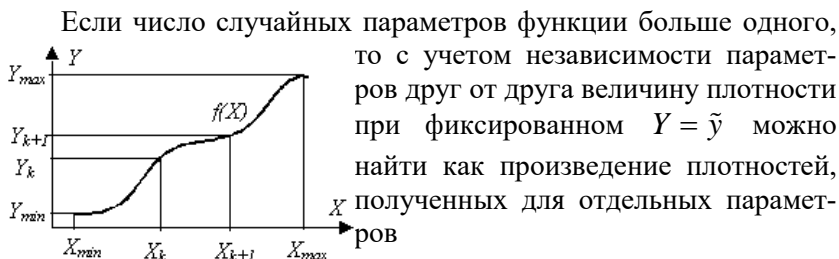 Если число случайных параметров функции больше одного,
то с учетом независимости парамет-
ров друг от друга величину плотности
при фиксированном Y = ỹ можно
найти как произведение плотностей,
полученных для отдельных парамет-
ров
Y
Y_max
f(X)
Y_k+1
Y_k
Y_min
X
X_min X_k X_k+1 X_max